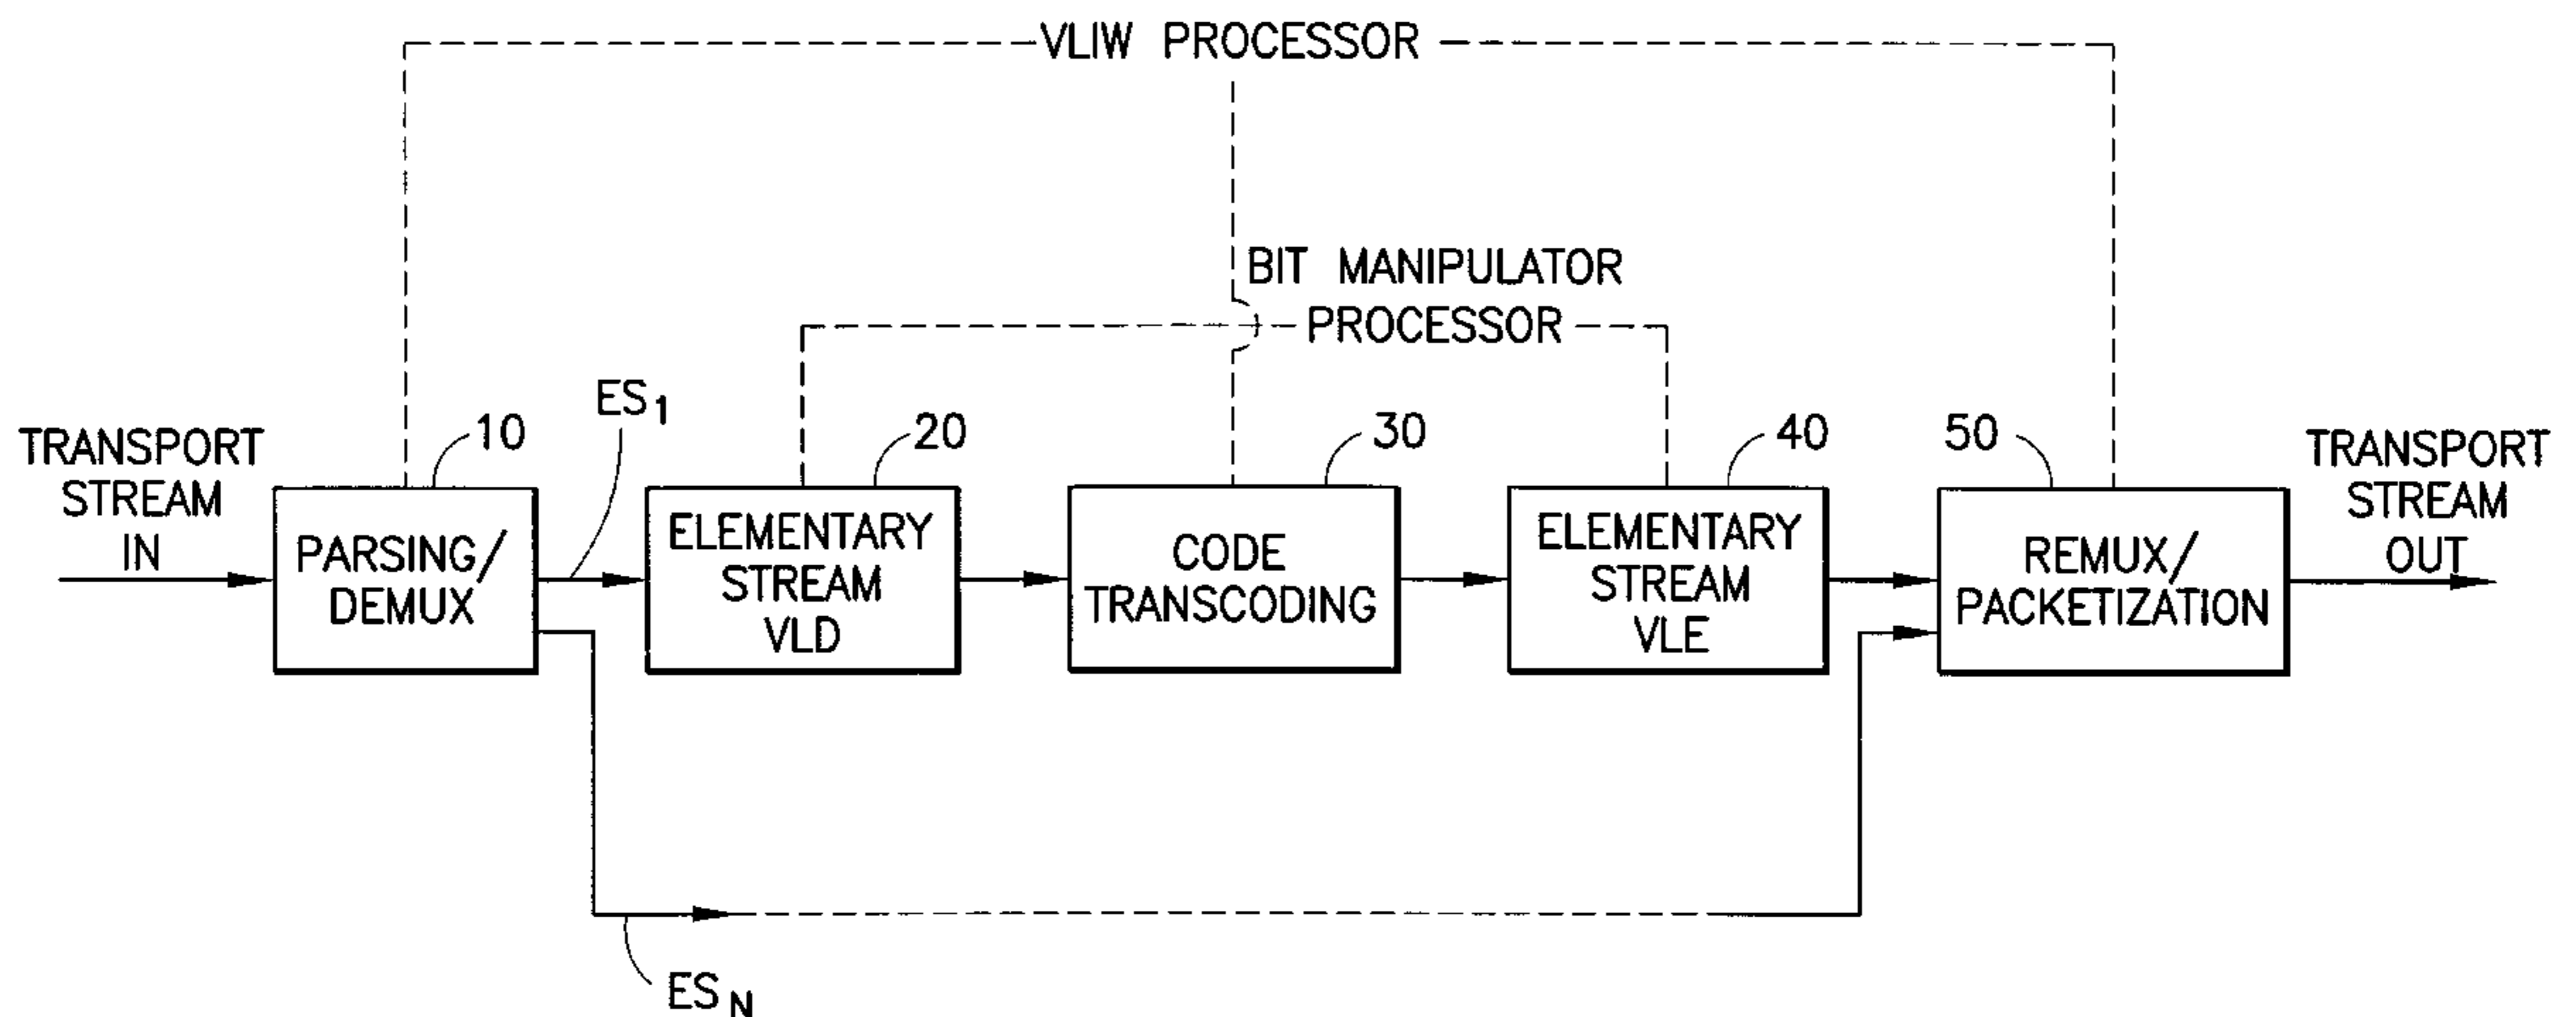 VLIW PROCESSOR
BIT MANIPULATOR
PROCESSOR
ES1
10
20
30
40
50
TRANSPORT
STREAM
IN
PARSING/
DEMUX
ELEMENTARY
STREAM
VLD
CODE
TRANSCODING
ELEMENTARY
STREAM
VLE
REMUX/
PACKETIZATION
TRANSPORT
STREAM
OUT
ESN